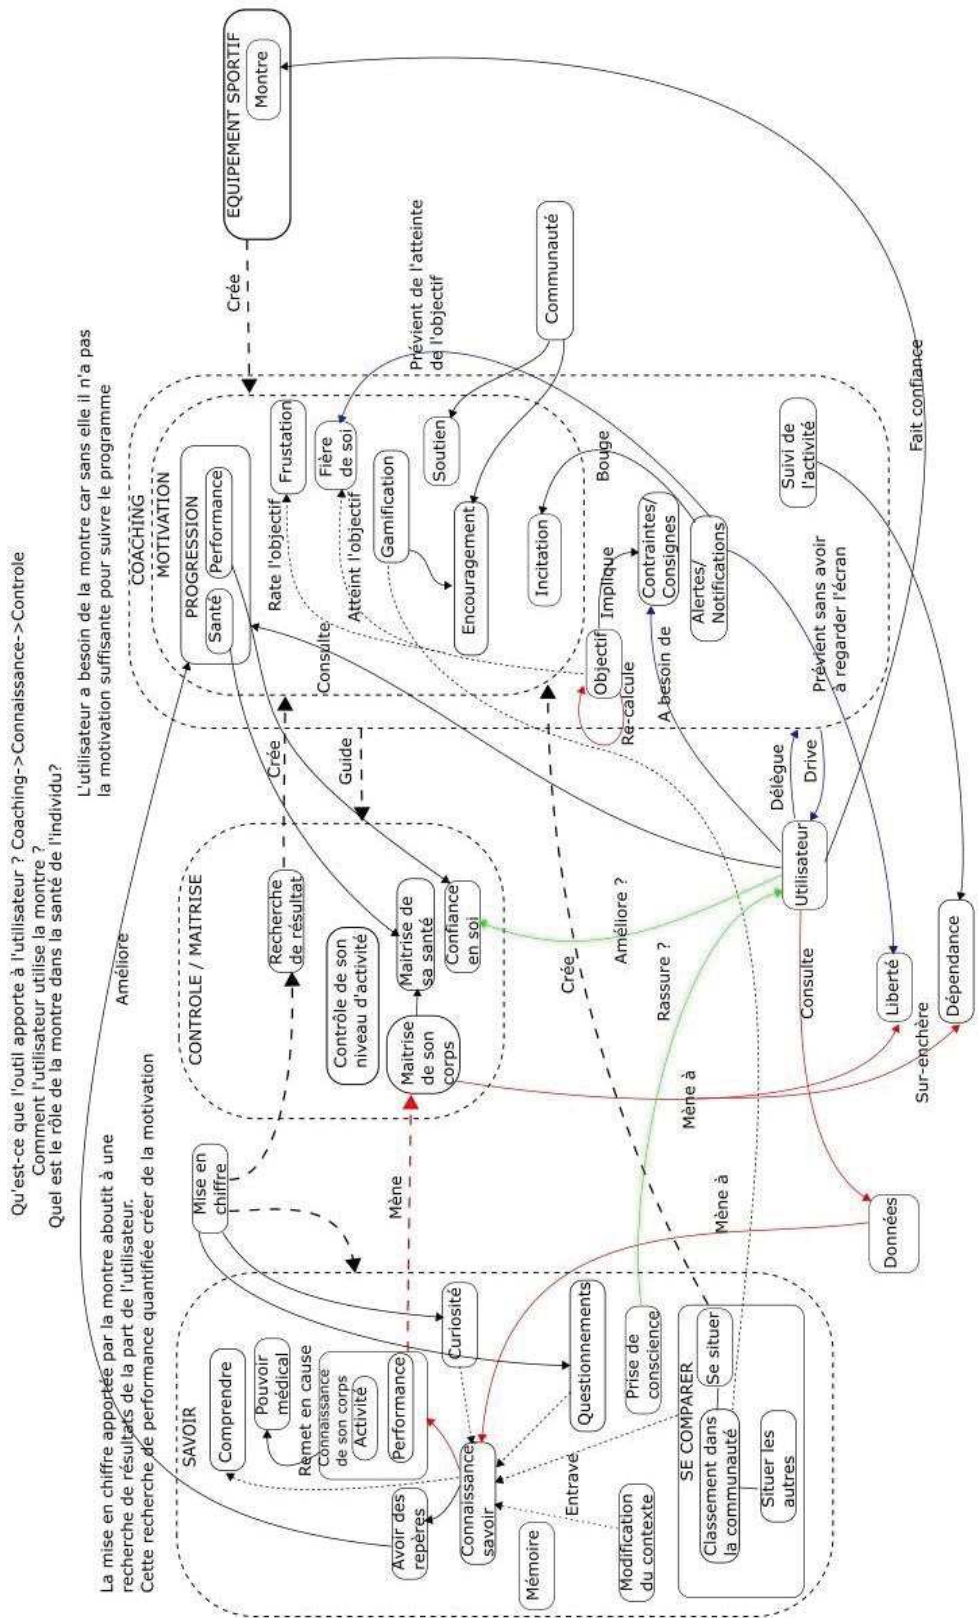 Qu'est-ce que l'outil apporte à l'utilisateur ? Coaching->Connaissance->Controle
Comment l'utilisateur utilise la montre ?
Quel est le rôle de la montre dans la santé de l'individu?
La mise en chiffre apportée par la montre aboutit à une
recherche de résultats de la part de l'utilisateur.
Cette recherche de performance quantifiée créer de la motivation
L'utilisateur a besoin de la montre car sans elle il n'a pas
la motivation suffisante pour suivre le programme
Améliore
SAVOIR
Comprendre
Pouvoir
médical
Remet en cause
Connaissance
de son corps
Activité
Performance
Avoir des
repères
Connaissance
savoir
Curiosité
Mémoire
Entrave
Questionnements
Modification
du contexte
Prise de
conscience
SE COMPARER
Se situer
Classement dans
la communauté
Situer les
autres
Mise en
chiffre
Mène
Mène à
Mène à
Données
CONTROLE / MAITRISE
Recherche
de résultat
Contrôle de son
niveau d'activité
Maitrise
de son
corps
Maitrise de
sa santé
Confiance
en soi
Crée
Guide
Crée
Améliore ?
Rassure ?
Utilisateur
Consulte
Délègue
Drive
Liberté
Sur-enchère
Dépendance
COACHING
MOTIVATION
PROGRESSION
Santé
Performance
Consulte
Rate l'objectif
Frustation
Atteint l'objectif
Fière
de soi
Gamification
Soutien
Encouragement
Incitation
Bouge
Objectif
Implique
Ré-calcule
Contraintes/
Consignes
A besoin de
Alertes/
Notifications
Prévient sans avoir
à regarder l'écran
Suivi de
l'activité
Prévient de l'atteinte
de l'objectif
Communauté
Crée
EQUIPEMENT SPORTIF
Montre
Fait confiance